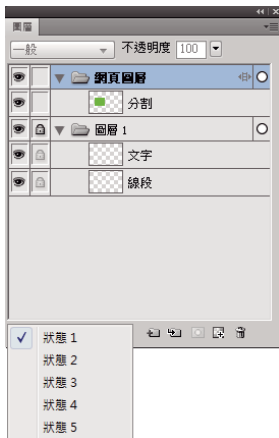 圖層
一般 不透明度 100
網頁圖層
分割
圖層 1
文字
線段
狀態 1
狀態 2
狀態 3
狀態 4
狀態 5